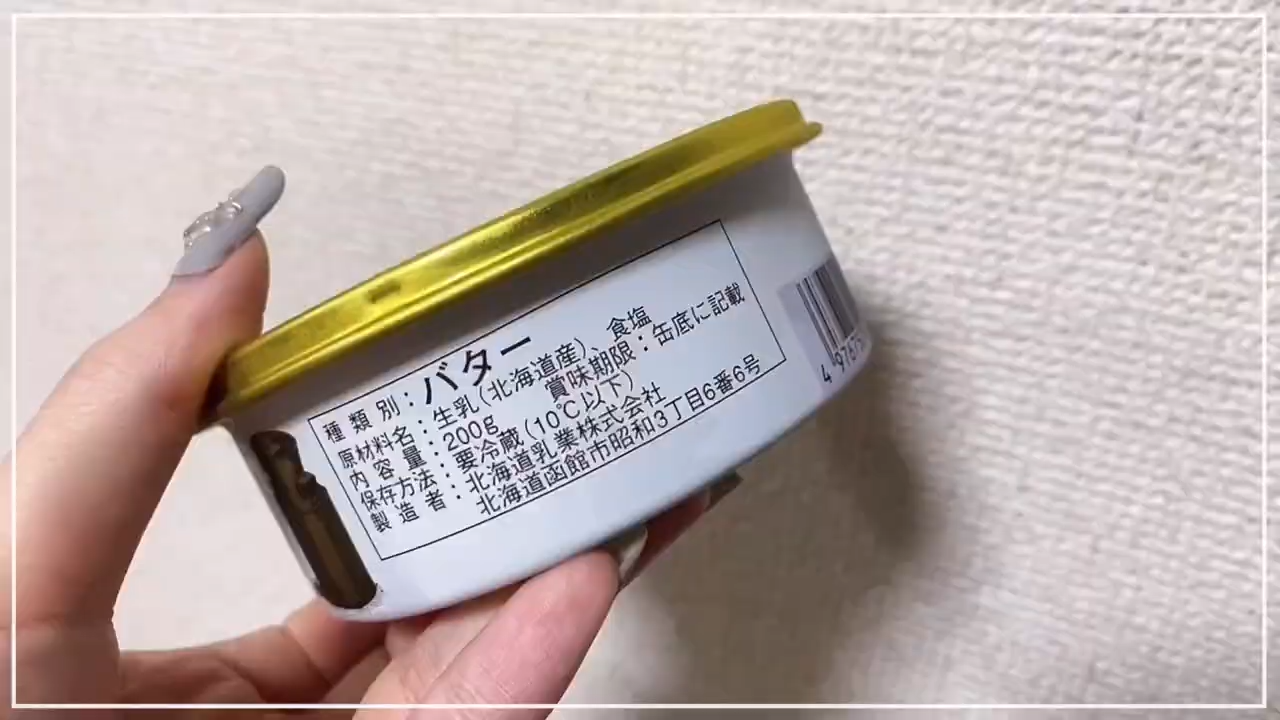 種類別：バター
原材料名：生乳(北海道産)、食塩
内容量：200g 賞味期限：缶底に記載
保存方法：要冷蔵(10℃以下)
製造者：北海道乳業株式会社
北海道函館市昭和3丁目6番6号
4 9767